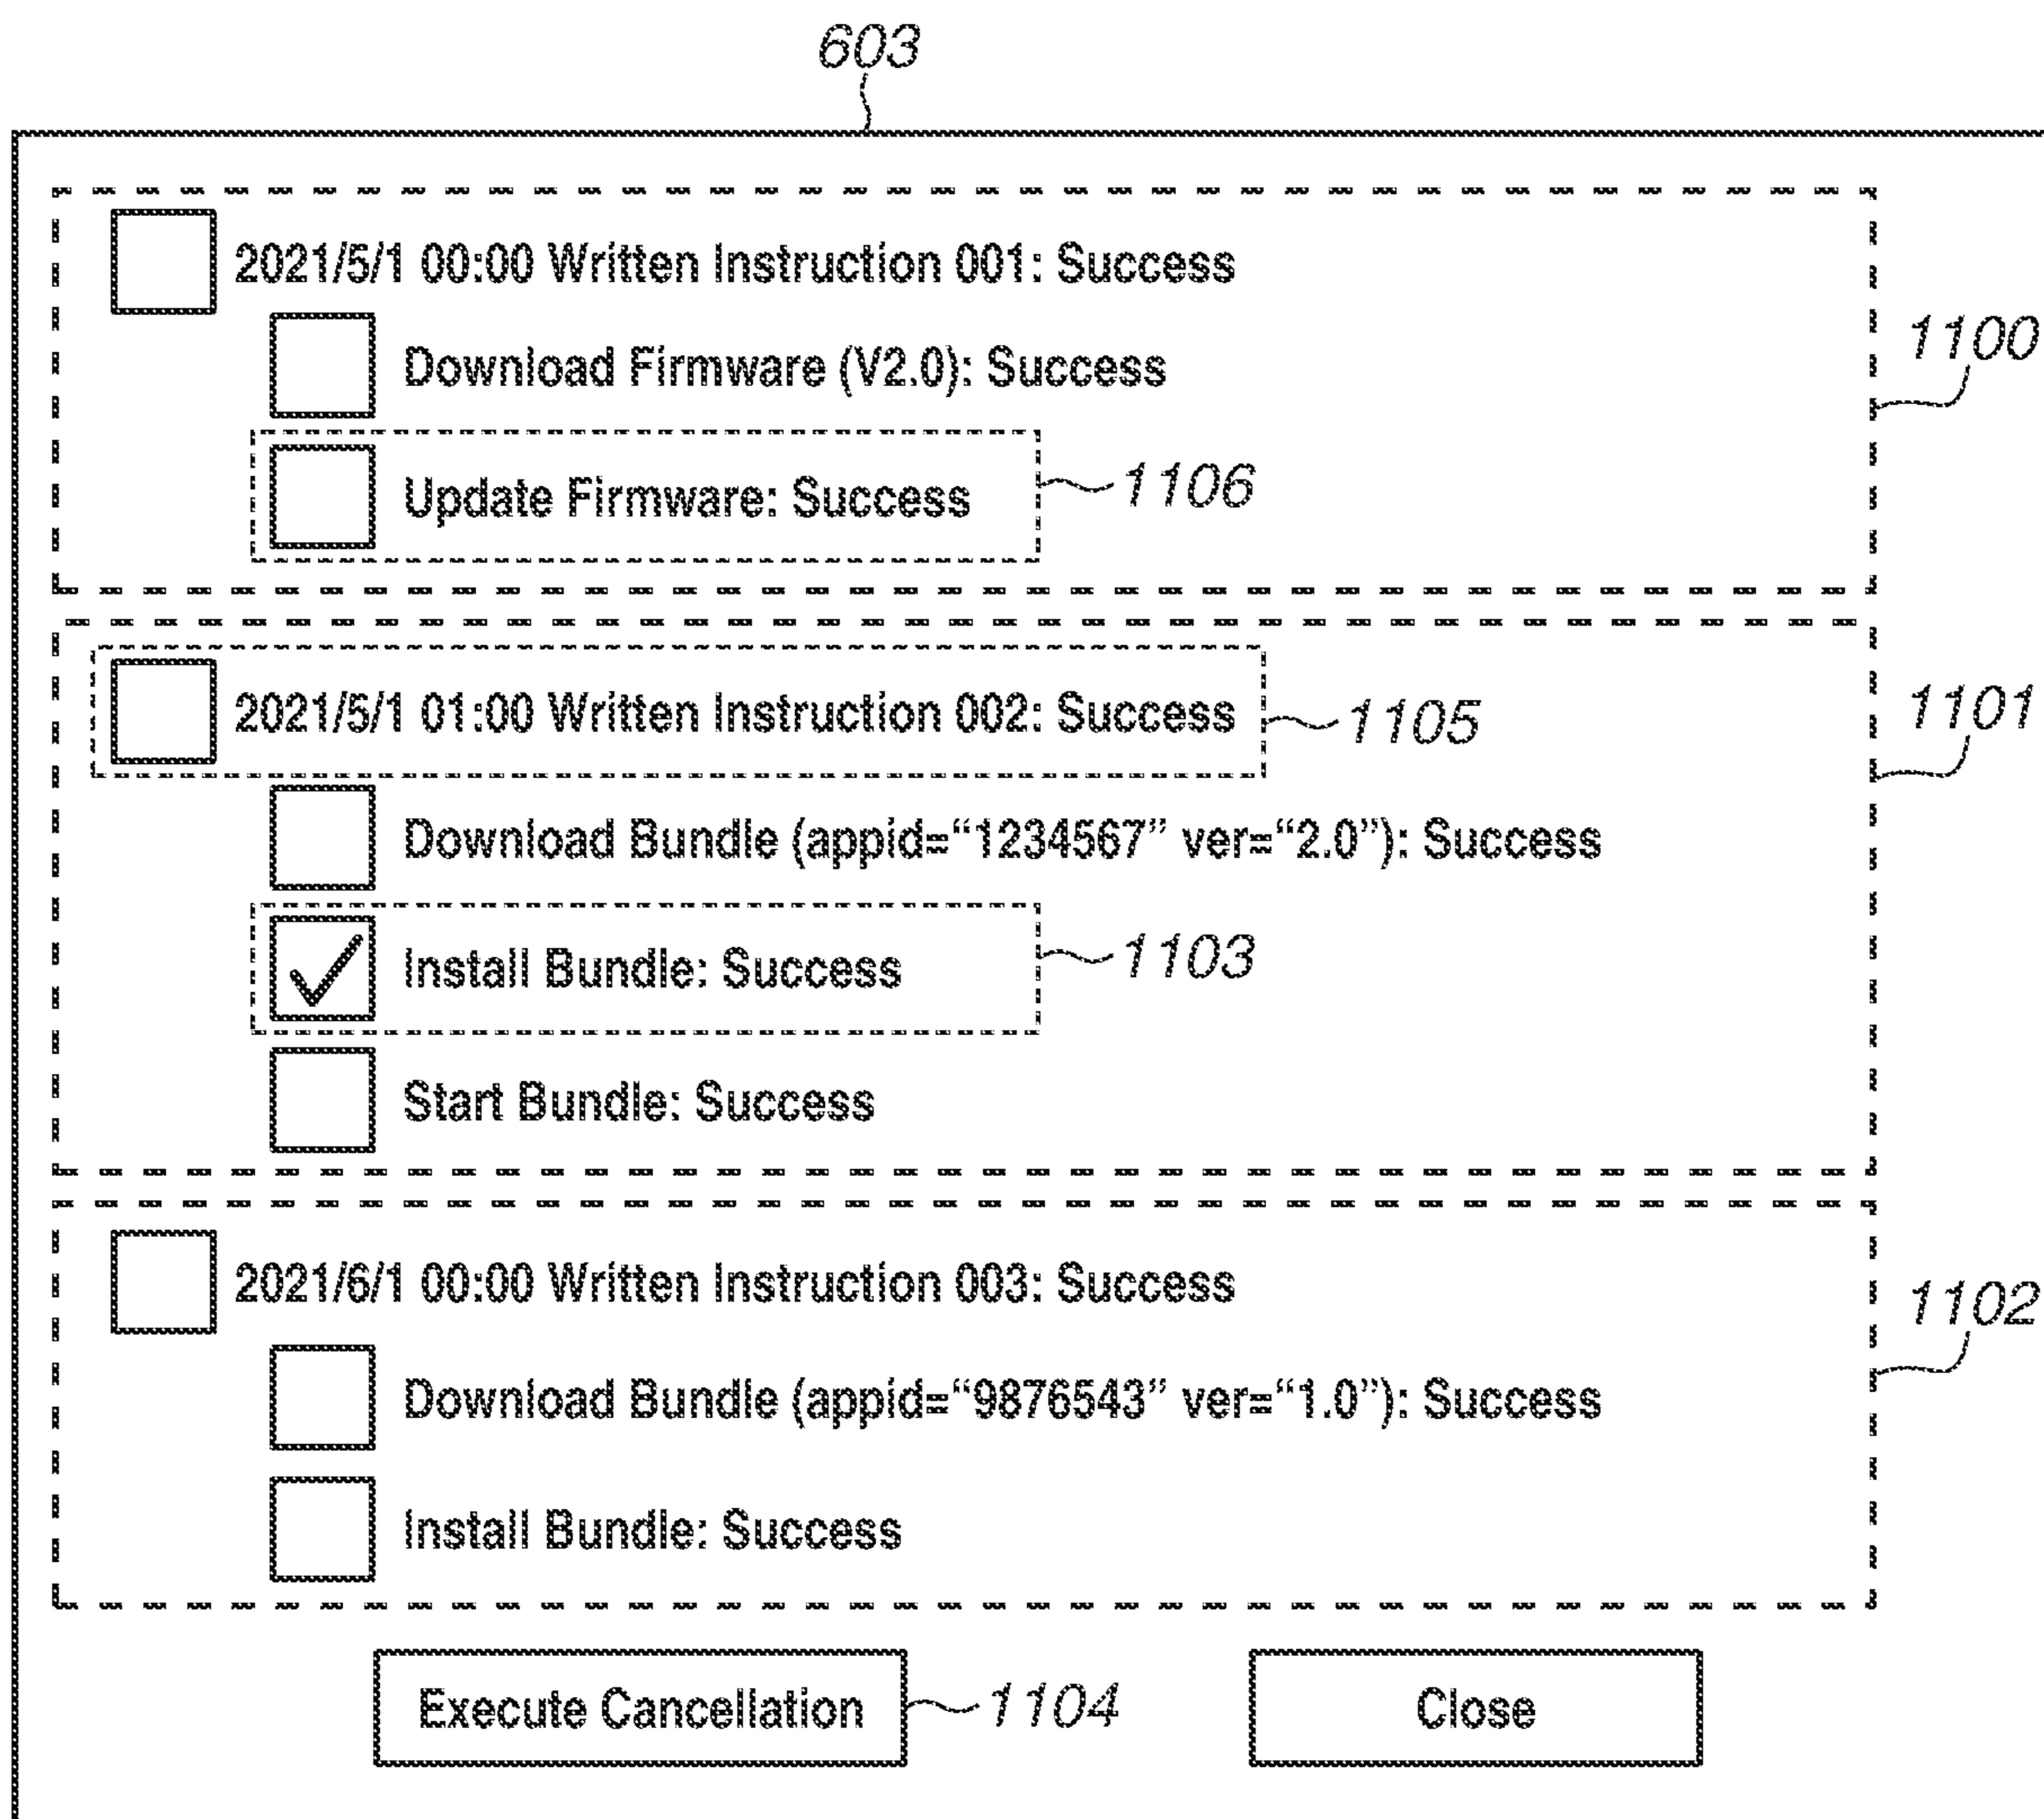 603
2021/5/1 00:00 Written Instruction 001: Success
Download Firmware (V2.0): Success
1100
Update Firmware: Success
1106
2021/5/1 01:00 Written Instruction 002: Success
1105
1101
Download Bundle (appid=“1234567” ver=“2.0”): Success
Install Bundle: Success
1103
Start Bundle: Success
2021/6/1 00:00 Written Instruction 003: Success
1102
Download Bundle (appid=“9876543” ver=“1.0”): Success
Install Bundle: Success
Execute Cancellation
1104
Close